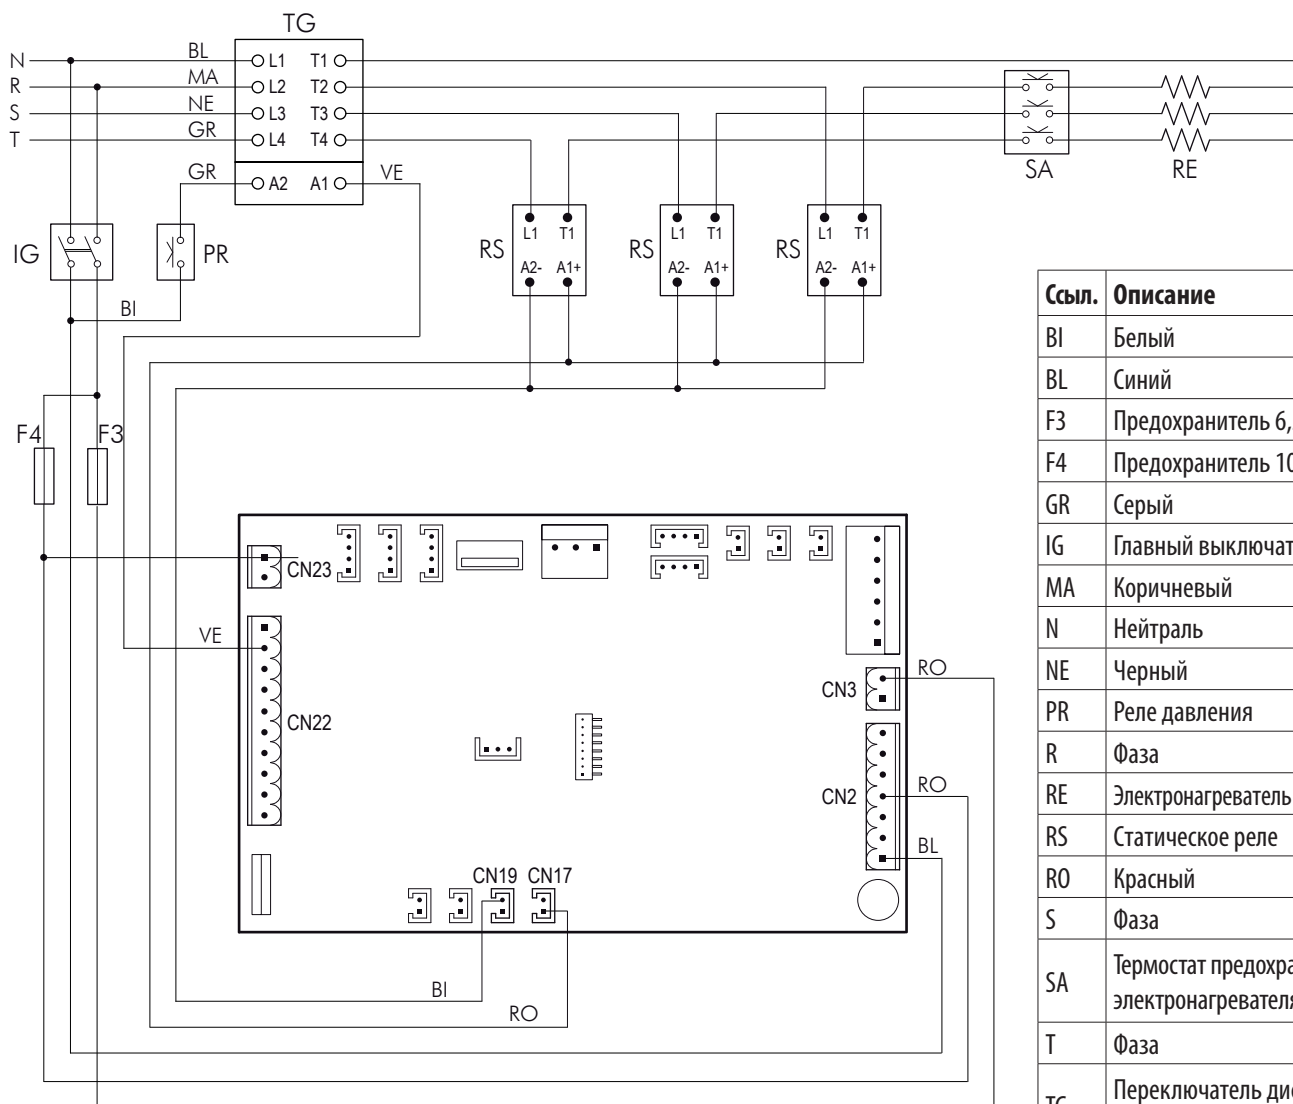 TG
N BL L1 T1
R MA L2 T2
S NE L3 T3
T GR L4 T4
GR A2 A1 VE
SA RE
IG PR
RS L1 T1 A2- A1+
RS L1 T1 A2- A1+
RS L1 T1 A2- A1+
BI
F4 F3
CN23
VE
CN22
CN3 RO
CN2 RO
BL
CN19 CN17
BI
RO
Ссыл. Описание
BI Белый
BL Синий
F3 Предохранитель 6,
F4 Предохранитель 10
GR Серый
IG Главный выключат
MA Коричневый
N Нейтраль
NE Черный
PR Реле давления
R Фаза
RE Электронагреватель
RS Статическое реле
RO Красный
S Фаза
SA Термостат предохра
электронагревателя
T Фаза
TG Переключатель дис